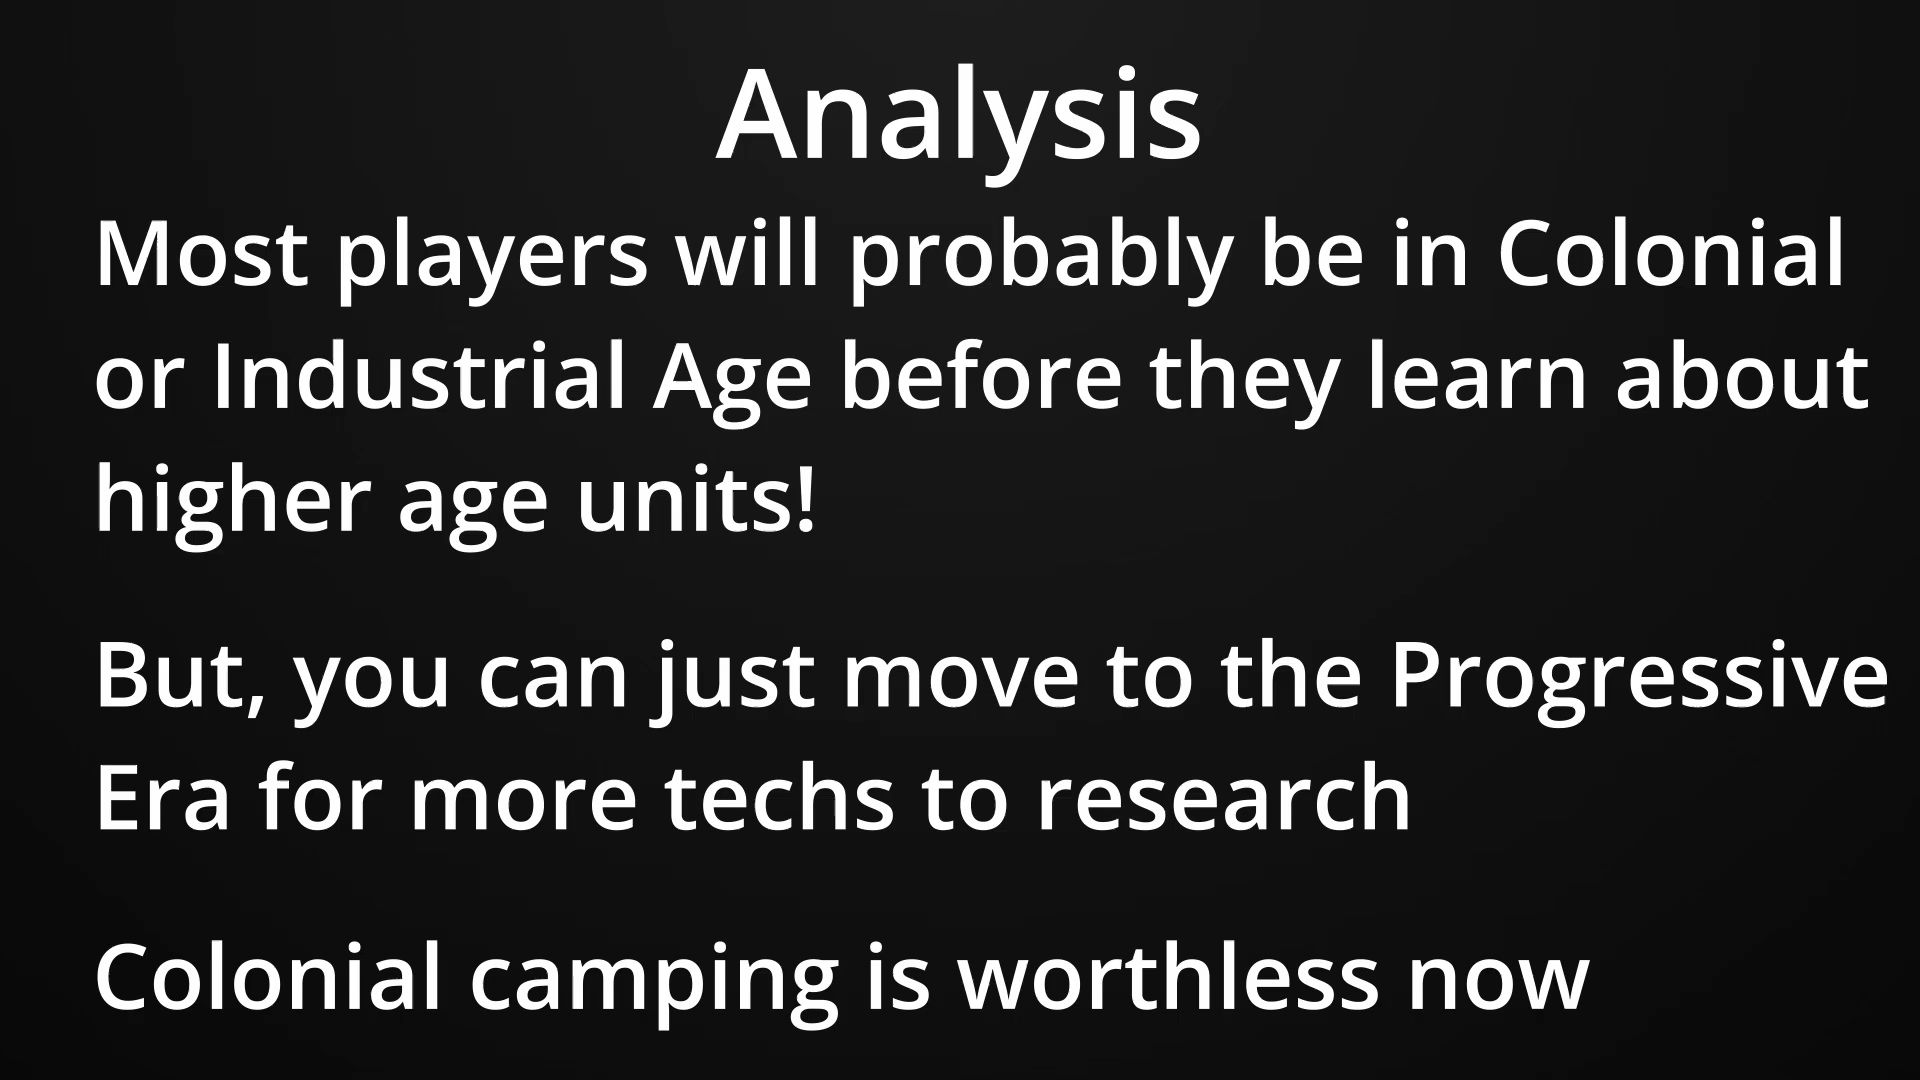 Analysis
Most players will probably be in Colonial
or Industrial Age before they learn about
higher age units!
But, you can just move to the Progressive
Era for more techs to research
Colonial camping is worthless now